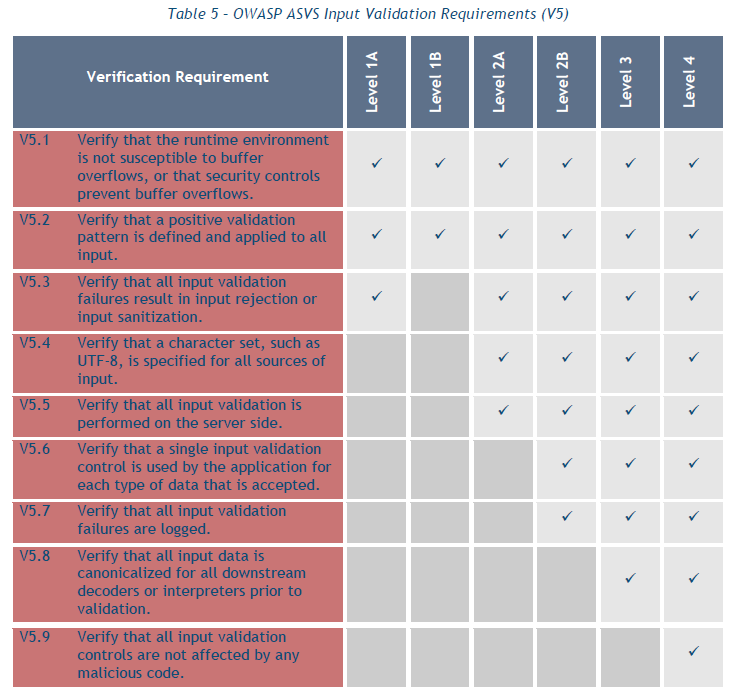 Table 5 - OWASP ASVS Input Validation Requirements (V5)
Verification Requirement
Level 1A
Level 1B
Level 2A
Level 2B
Level 3
Level 4
V5.1 Verify that the runtime environment
is not susceptible to buffer
overflows, or that security controls
prevent buffer overflows.
✓ ✓ ✓ ✓ ✓ ✓
V5.2 Verify that a positive validation
pattern is defined and applied to all
input.
✓ ✓ ✓ ✓ ✓ ✓
V5.3 Verify that all input validation
failures result in input rejection or
input sanitization.
✓ ✓ ✓ ✓ ✓
V5.4 Verify that a character set, such as
UTF-8, is specified for all sources of
input.
✓ ✓ ✓ ✓
V5.5 Verify that all input validation is
performed on the server side.
✓ ✓ ✓ ✓
V5.6 Verify that a single input validation
control is used by the application for
each type of data that is accepted.
✓ ✓ ✓
V5.7 Verify that all input validation
failures are logged.
✓ ✓ ✓
V5.8 Verify that all input data is
canonicalized for all downstream
decoders or interpreters prior to
validation.
✓ ✓
V5.9 Verify that all input validation
controls are not affected by any
malicious code.
✓